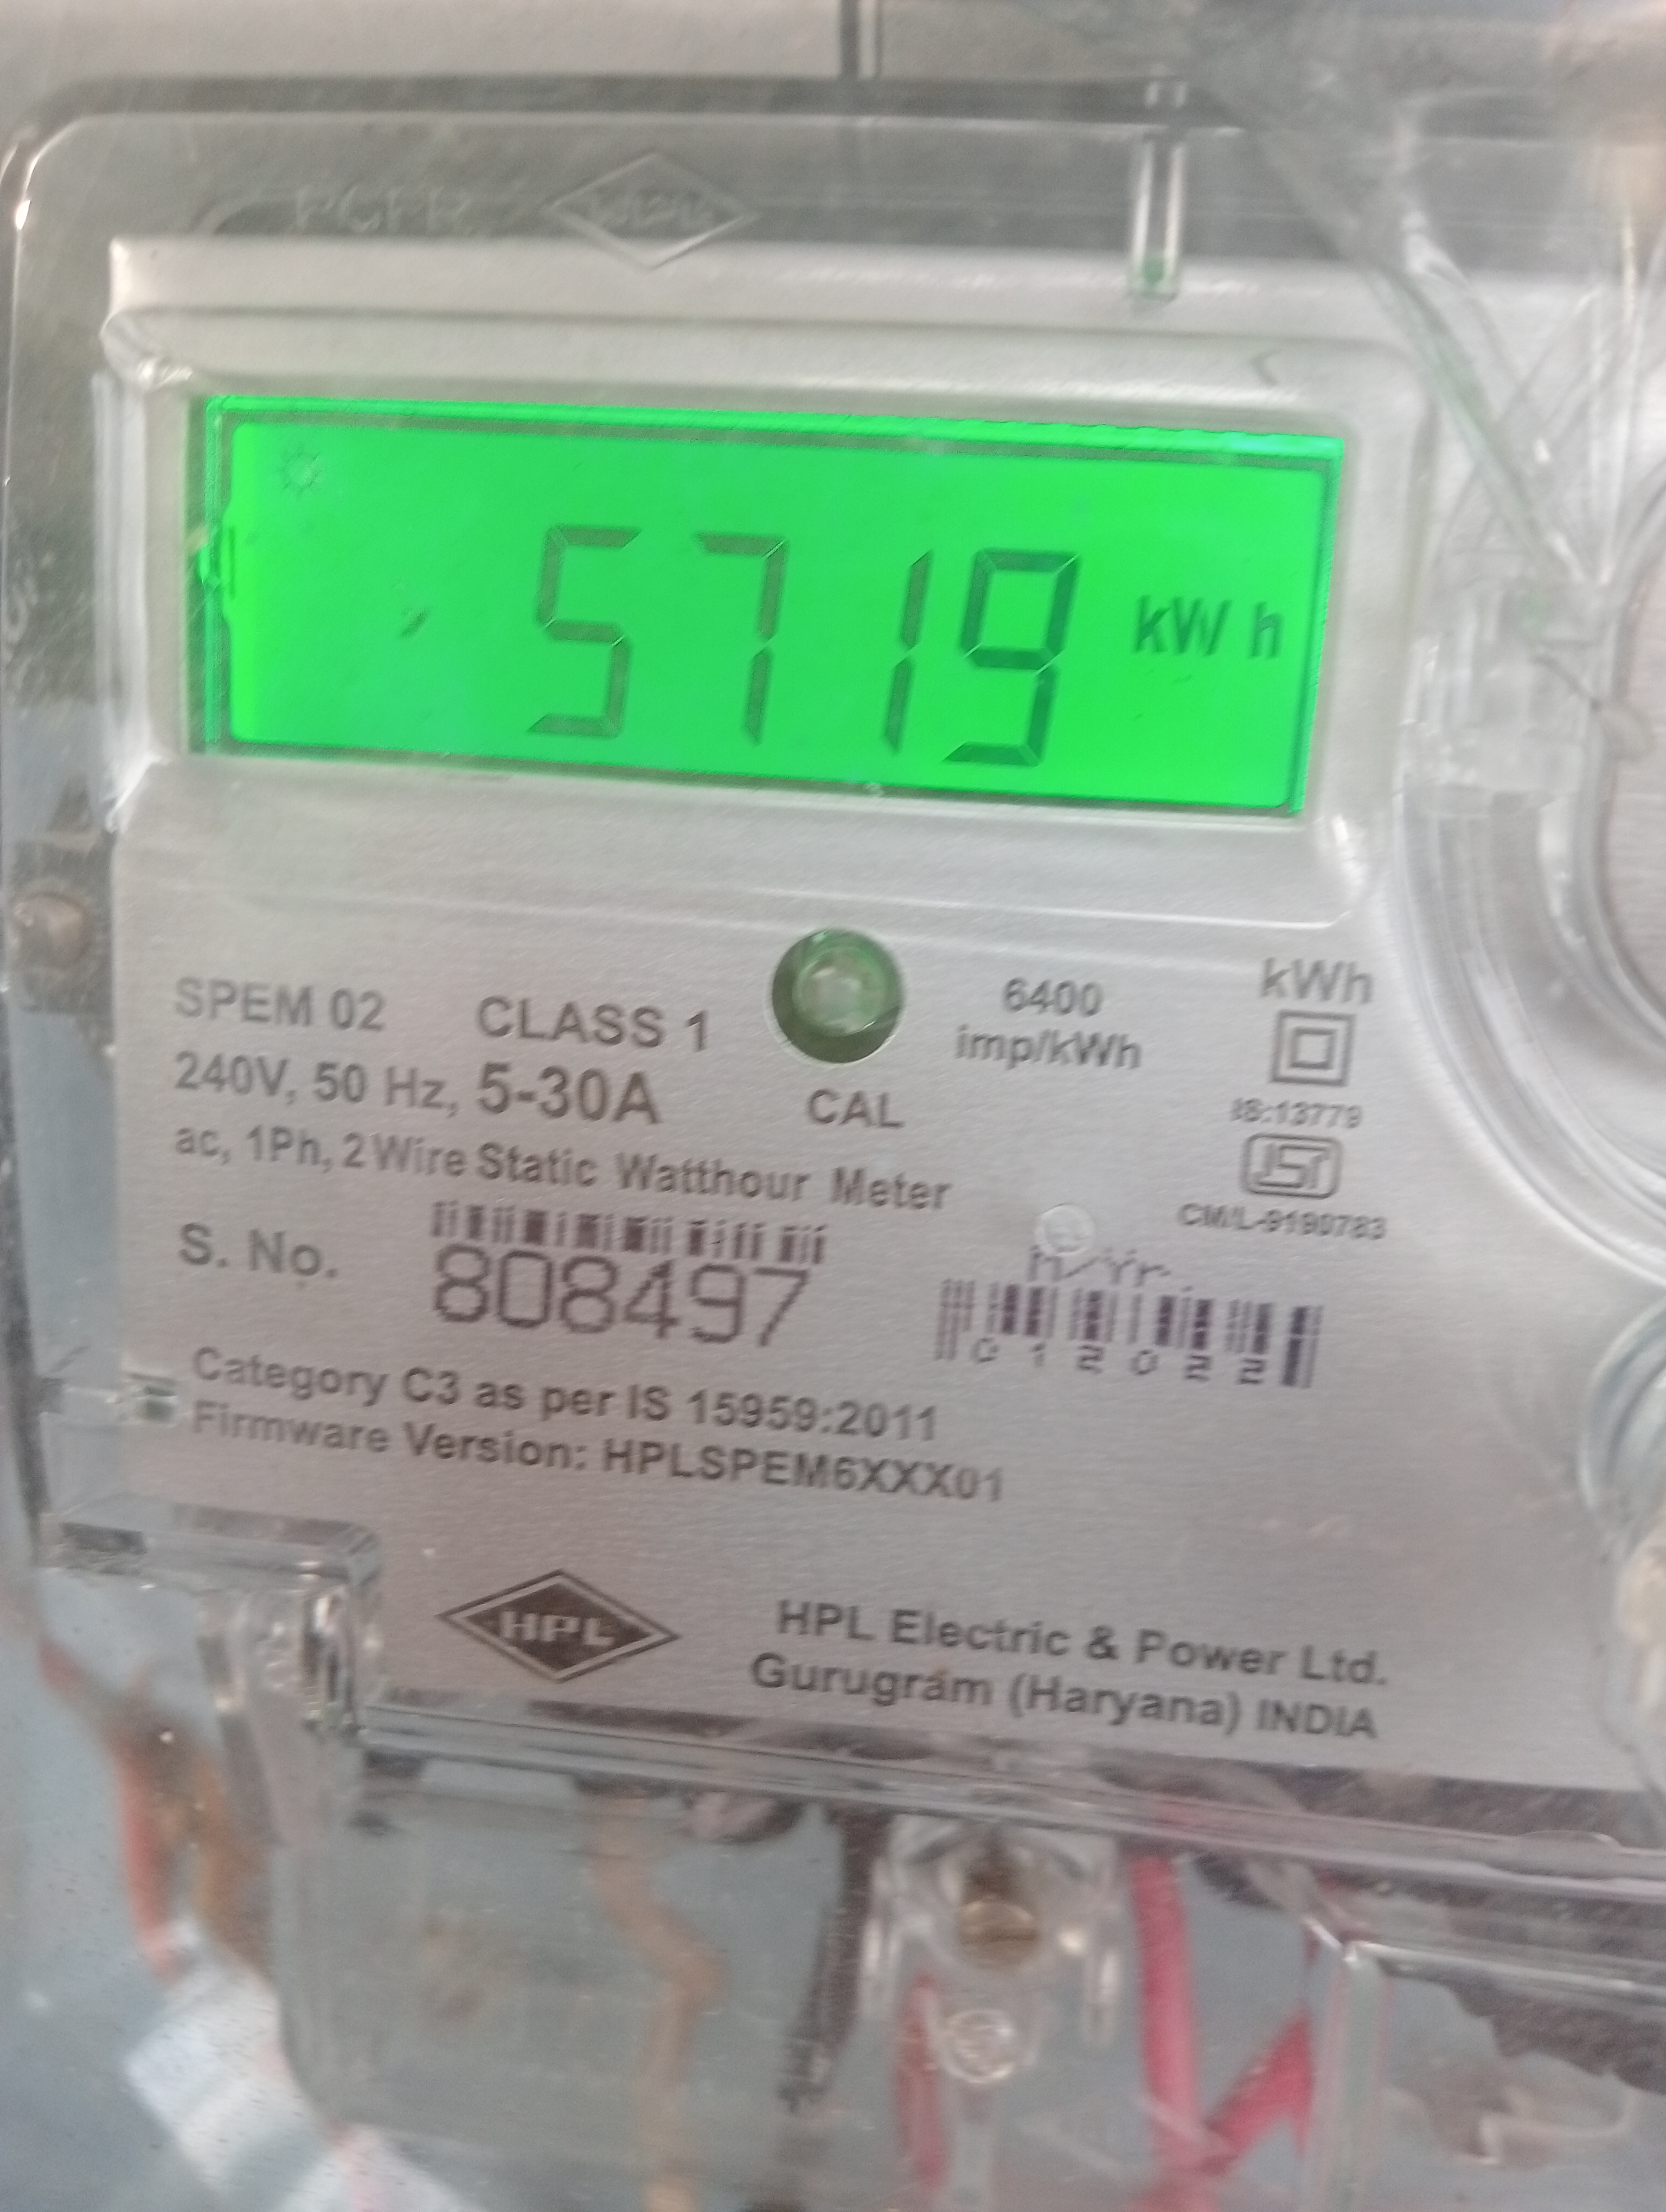 5719 kWh
SPEM 02 CLASS 1
6400 imp/kWh
kWh
240V, 50 Hz, 5-30A
CAL
IS:13779
ac, 1Ph, 2 Wire Static Watthour Meter
ISI
CM/L-9190783
S. No. 808497
M/Yr.
012022
Category C3 as per IS 15959:2011
Firmware Version: HPLSPEM6XXX01
HPL
HPL Electric & Power Ltd.
Gurugram (Haryana) INDIA